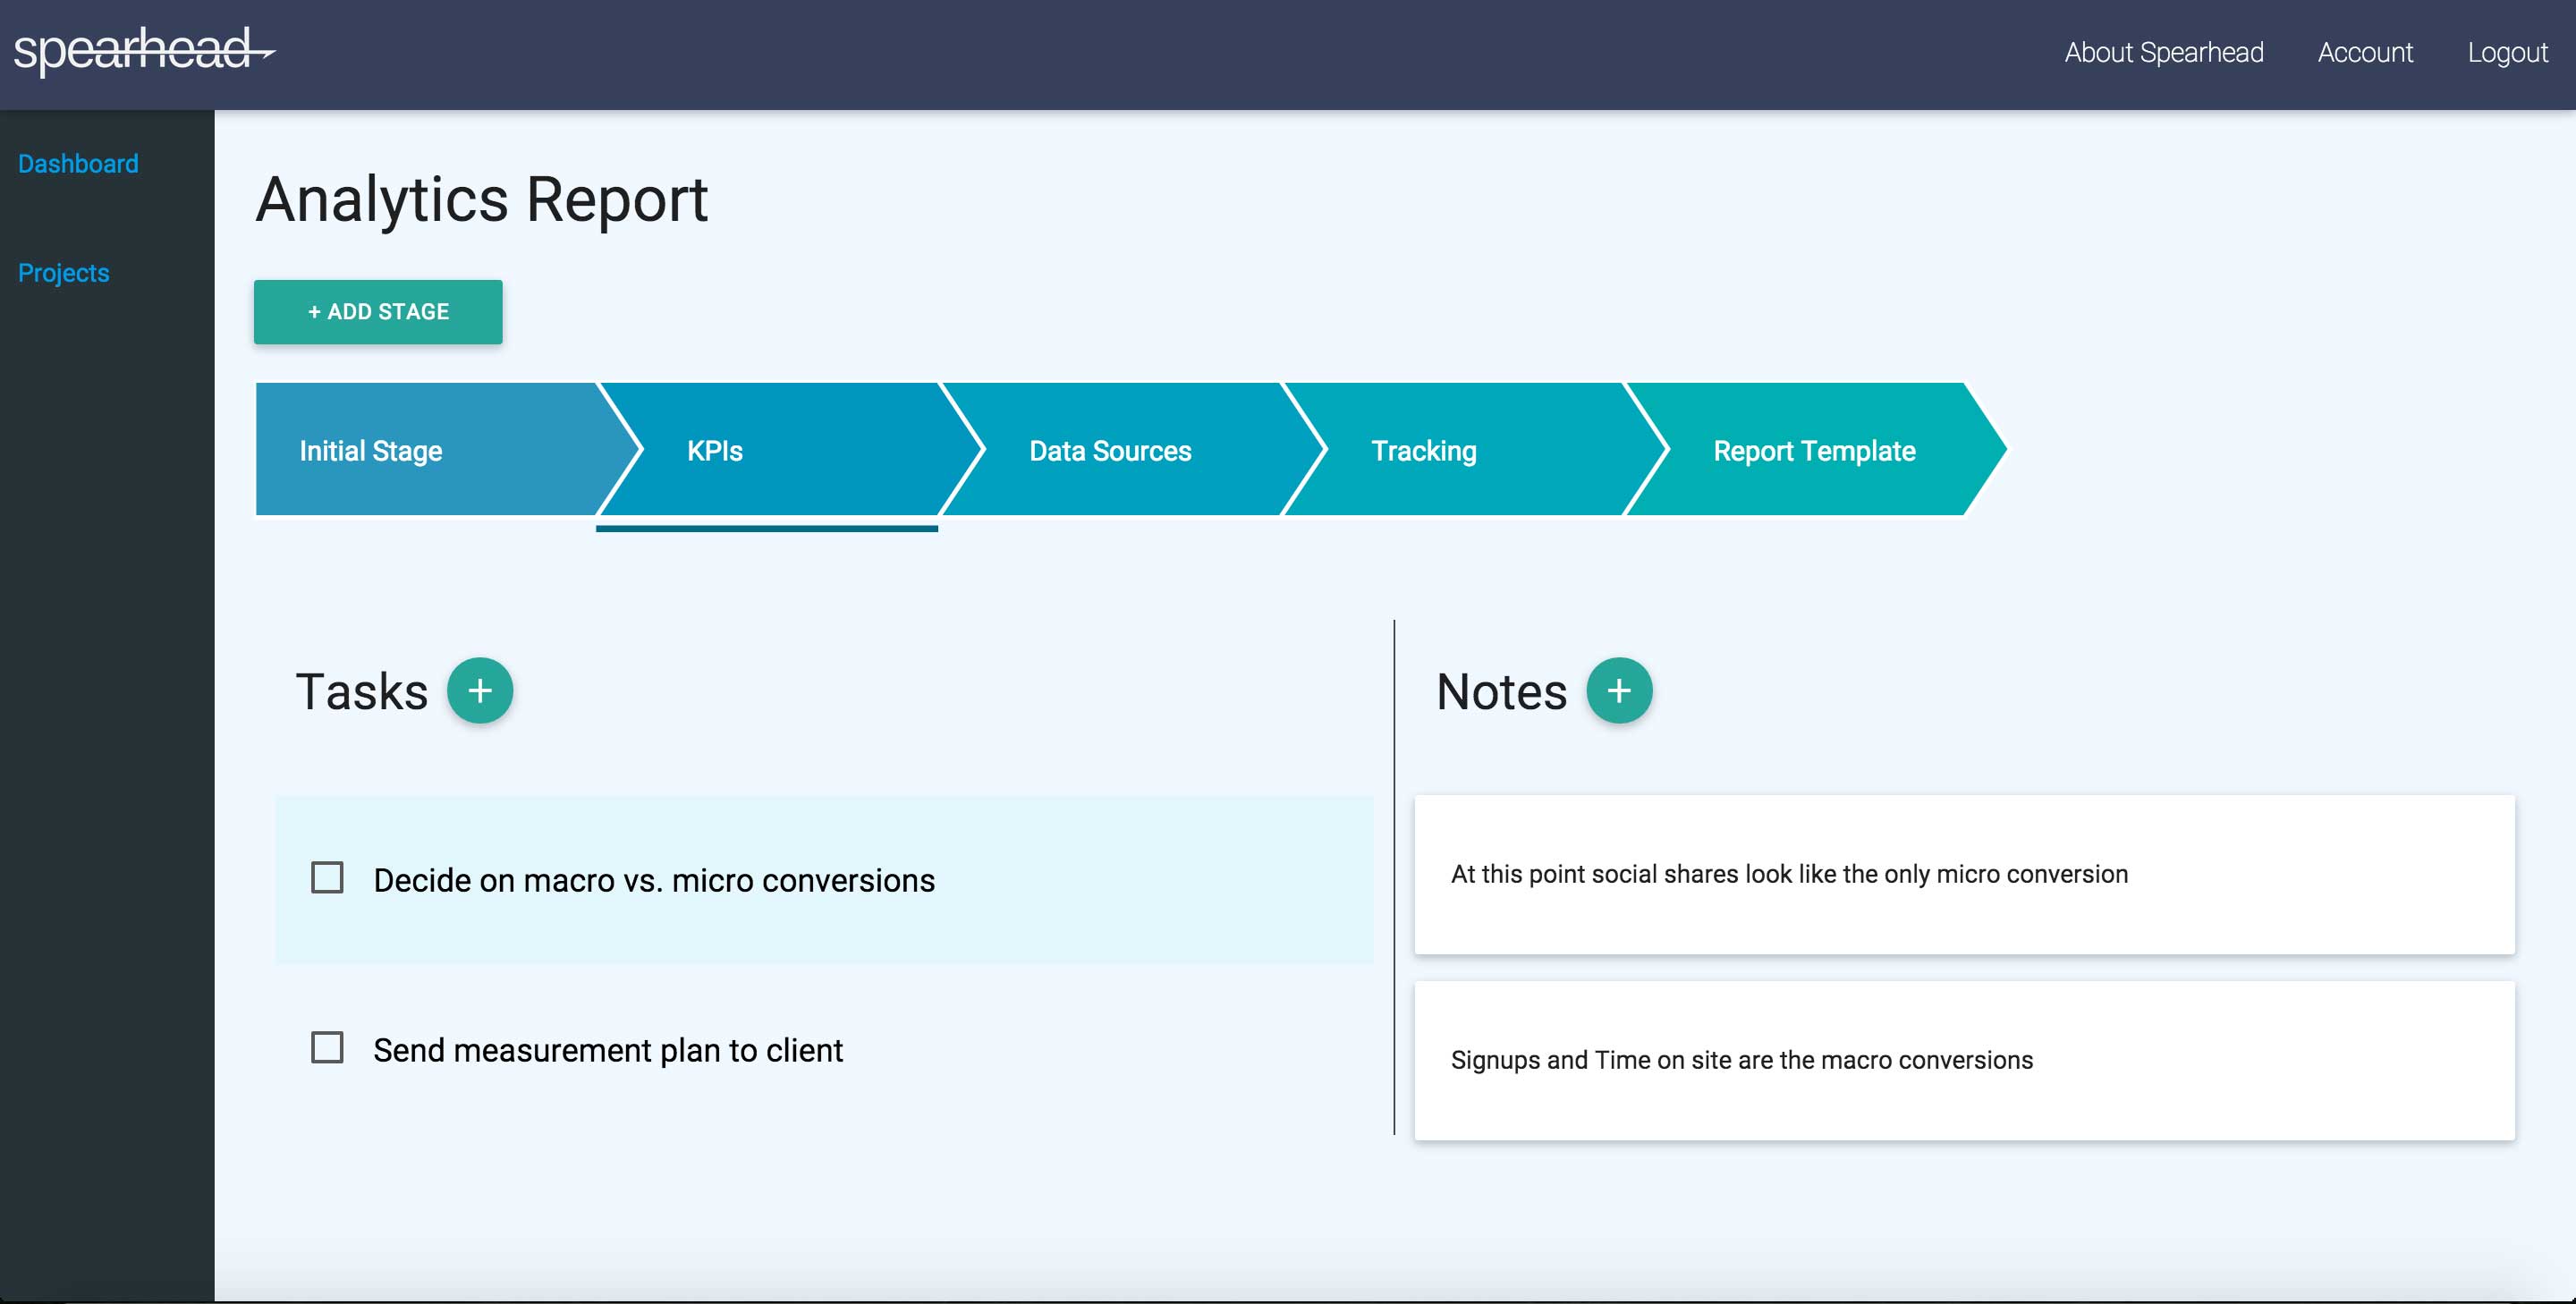 spearhead
About Spearhead Account Logout
Dashboard
Projects
Analytics Report
+ ADD STAGE
Initial Stage
KPIs
Data Sources
Tracking
Report Template
Tasks +
Decide on macro vs. micro conversions
Send measurement plan to client
Notes +
At this point social shares look like the only micro conversion
Signups and Time on site are the macro conversions